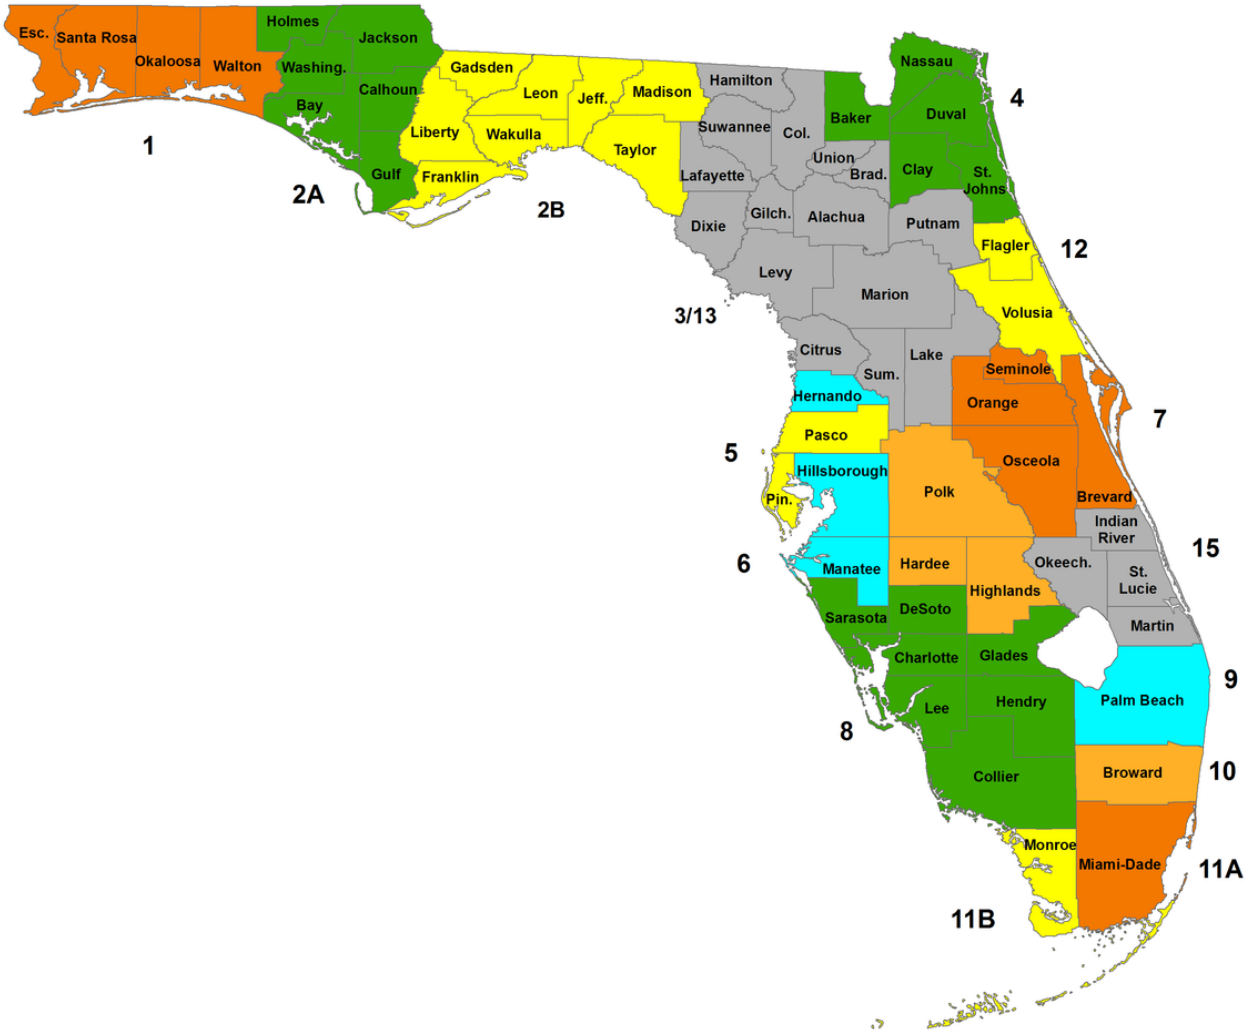 Esc.
Santa Rosa
Okaloosa
Walton
Holmes
Washing.
Jackson
Bay
Calhoun
Gulf
1
2A
Gadsden
Leon
Jeff.
Madison
Liberty
Wakulla
Taylor
Franklin
2B
Hamilton
Suwannee
Col.
Lafayette
Union
Brad.
Dixie
Gilch.
Alachua
Putnam
Levy
Marion
3/13
Citrus
Sum.
Lake
Nassau
Baker
Duval
Clay
St.
Johns
4
Flagler
12
Volusia
Hernando
Pasco
5
Pin.
Hillsborough
6
Manatee
Seminole
Orange
7
Osceola
Brevard
Polk
Hardee
Highlands
Indian
River
15
Okeech.
St.
Lucie
Martin
Sarasota
DeSoto
Charlotte
Glades
Lee
Hendry
8
Collier
Palm Beach
9
Broward
10
Monroe
Miami-Dade
11A
11B